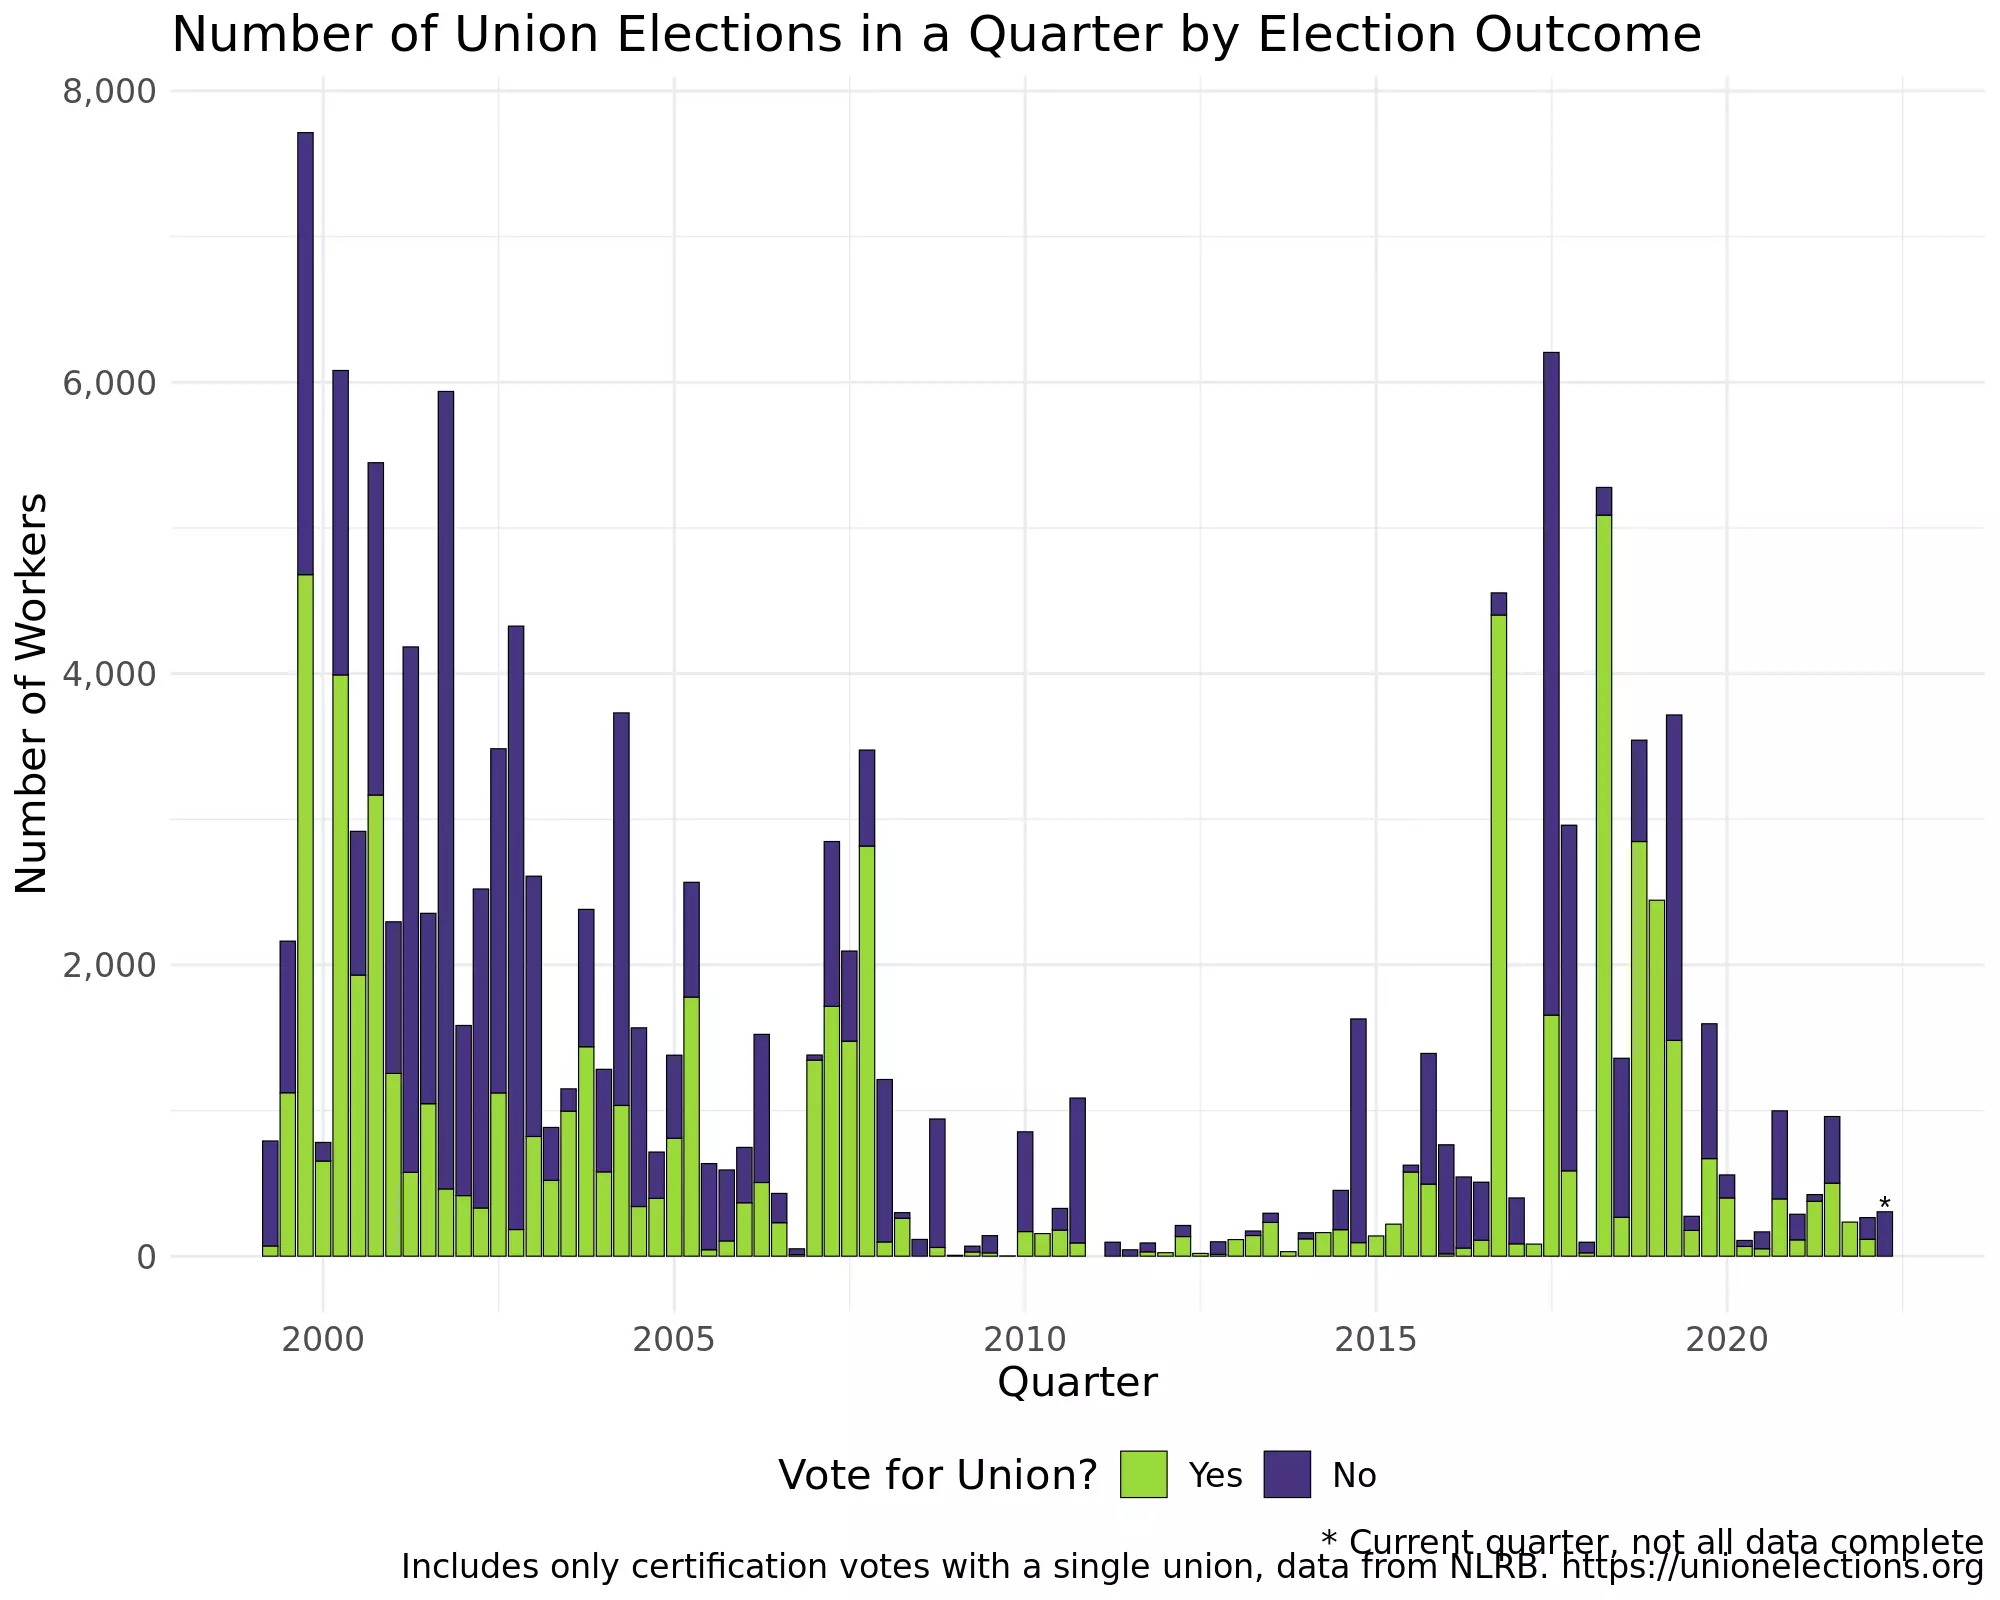 Number of Union Elections in a Quarter by Election Outcome
8,000
6,000
4,000
2,000
0
Number of Workers
*
2000 2005 2010 2015 2020
Quarter
Vote for Union? Yes No
* Current quarter, not all data complete
Includes only certification votes with a single union, data from NLRB. https://unionelections.org